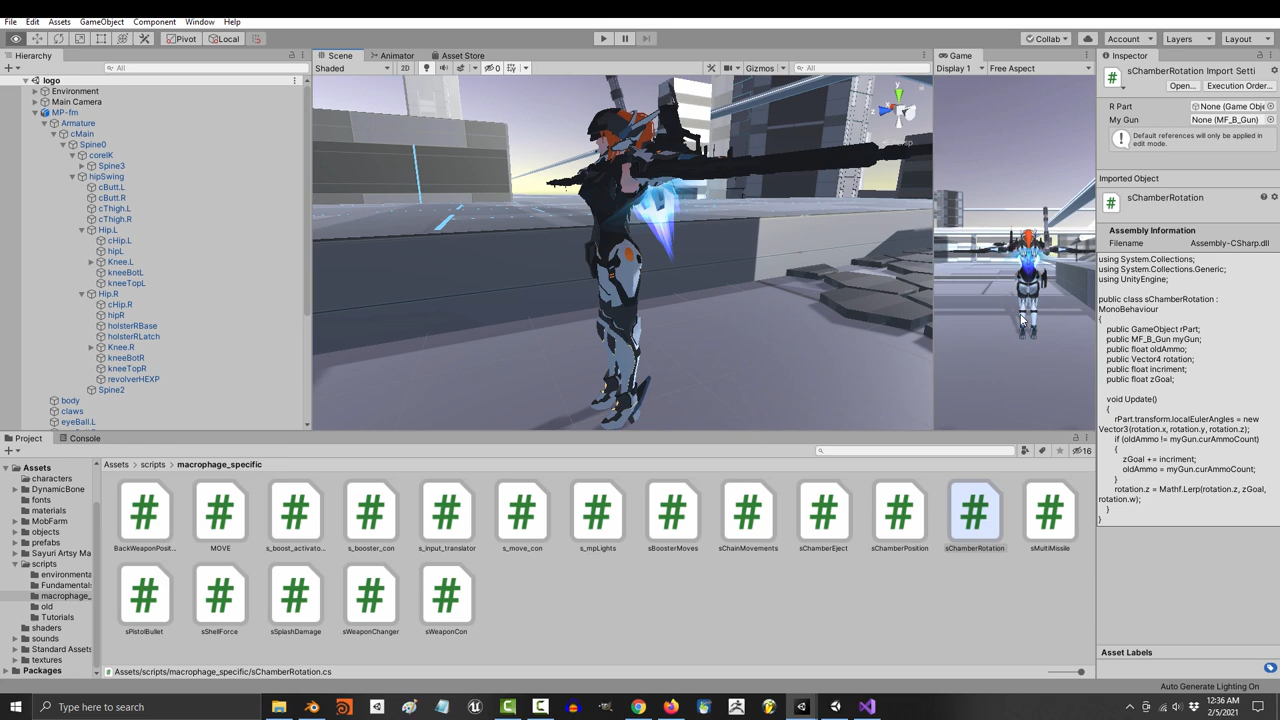 File Edit Assets GameObject Component Window Help
Pivot Local Collab Account Layers Layout
Hierarchy
All
logo
Environment
Main Camera
MP-fm
Armature
cMain
Spine0
coreIK
Spine3
hipSwing
cButt.L
cButt.R
cThigh.L
cThigh.R
Hip.L
cHip.L
hipL
Knee.L
kneeBotL
kneeTopL
Hip.R
cHip.R
hipR
holsterRBase
holsterRLatch
Knee.R
kneeBotR
kneeTopR
revolverHEXP
Spine2
body
claws
eyeBall.L
Scene Animator Asset Store
Shaded 2D 0 Gizmos All
y
Game
Display 1 Free Aspect
Inspector
sChamberRotation Import Setti
Open... Execution Order...
R Part None (Game Obje
My Gun None (MF_B_Gun)
Default references will only be applied in
edit mode.
Imported Object
sChamberRotation
Assembly Information
Filename Assembly-CSharp.dll
using System.Collections;
using System.Collections.Generic;
using UnityEngine;
public class sChamberRotation :
MonoBehaviour
{
public GameObject rPart;
public MF_B_Gun myGun;
public float oldAmmo;
public Vector4 rotation;
public float incriment;
public float zGoal;
void Update()
{
rPart.transform.localEulerAngles = new
Vector3(rotation.x, rotation.y, rotation.z);
if (oldAmmo != myGun.curAmmoCount)
{
zGoal += incriment;
oldAmmo = myGun.curAmmoCount;
}
rotation.z = Mathf.Lerp(rotation.z, zGoal,
rotation.w);
}
}
Asset Labels
Project Console
16
Assets
characters
DynamicBone
fonts
materials
MobFarm
objects
prefabs
Sayuri Artsy Ma
scripts
environmenta
Fundamental
macrophage_
old
Tutorials
shaders
sounds
Standard Assets
textures
Packages
Assets scripts macrophage_specific
BackWeaponPosit... MOVE s_boost_activato... s_booster_con s_input_translator s_move_con s_mpLights sBoosterMoves sChainMovements sChamberEject sChamberPosition sChamberRotation sMultiMissile
sPistolBullet sShellForce sSplashDamage sWeaponChanger sWeaponCon
Assets/scripts/macrophage_specific/sChamberRotation.cs
Auto Generate Lighting On
Type here to search
12:36 AM
2/5/2021